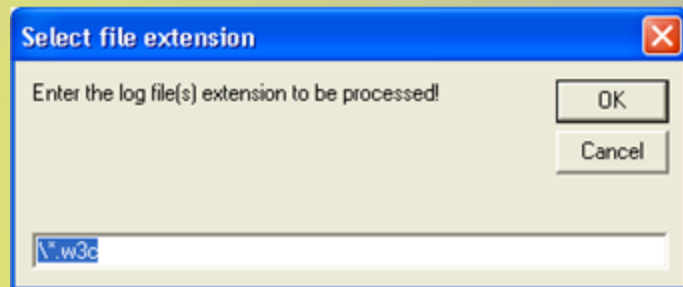 Select file extension
Enter the log file(s) extension to be processed!
OK
Cancel
\*.w3c